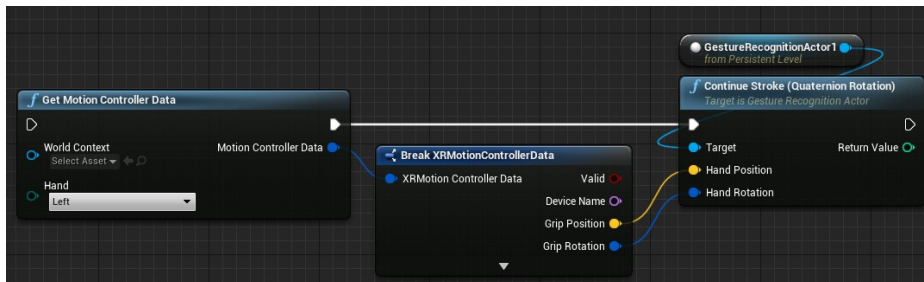 GestureRecognitionActor1
from Persistent Level
f Get Motion Controller Data
World Context
Select Asset
Motion Controller Data
Hand
Left
Break XRMotionControllerData
XRMotion Controller Data
Valid
Device Name
Grip Position
Grip Rotation
f Continue Stroke (Quaternion Rotation)
Target is Gesture Recognition Actor
Target
Return Value
Hand Position
Hand Rotation